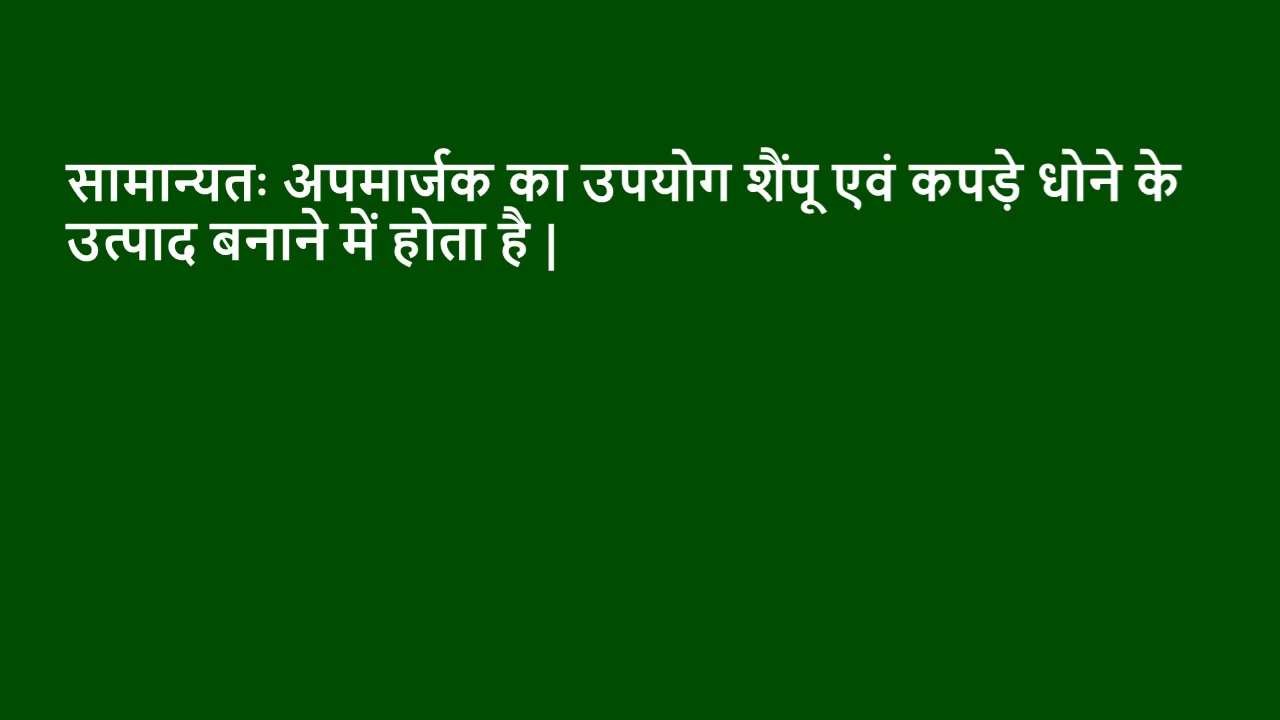 सामान्यतः अपमार्जक का उपयोग शैंपू एवं कपड़े धोने के
उत्पाद बनाने में होता है |